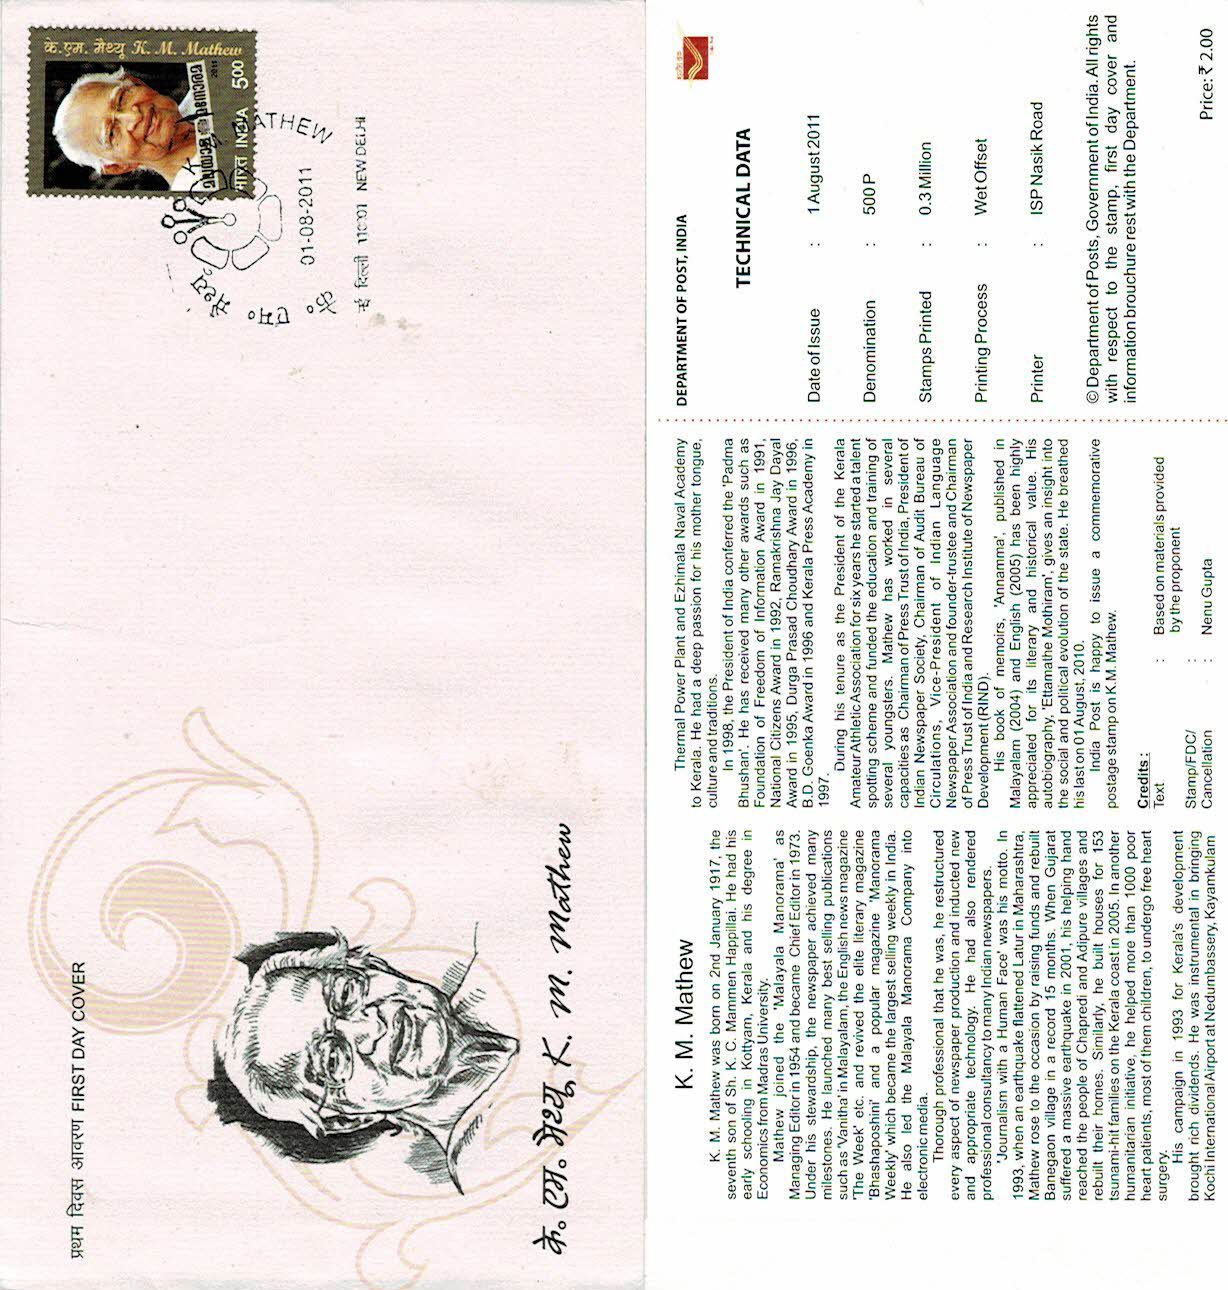 प्रथम दिवस आवरण FIRST DAY COVER
के. एम. मैथ्यू K. M. Mathew
മലയാള മനോരമ
2011
भारत INDIA 500
के॰ एम॰ मैथ्यू K. M. MATHEW
01-08-2011
नई दिल्ली NEW DELHI
के॰ एम॰ मैथ्यू K. M. Mathew
K. M. Mathew
K. M. Mathew was born on 2nd January 1917, the
seventh son of Sh. K. C. Mammen Happillai. He had his
early schooling in Kottyam, Kerala and his degree in
Economics from Madras University.
Mathew joined the 'Malayala Manorama' as
Managing Editor in 1954 and became Chief Editor in 1973.
Under his stewardship, the newspaper achieved many
milestones. He launched many best selling publications
such as 'Vanitha' in Malayalam, the English news magazine
'The Week' etc. and revived the elite literary magazine
'Bhashaposhini' and a popular magazine 'Manorama
Weekly' which became the largest selling weekly in India.
He also led the Malayala Manorama Company into
electronic media.
Thorough professional that he was, he restructured
every aspect of newspaper production and inducted new
and appropriate technology. He had also rendered
professional consultancy to many Indian newspapers.
'Journalism with a Human Face' was his motto. In
1993, when an earthquake flattened Latur in Maharashtra,
Mathew rose to the occasion by raising funds and rebuilt
Banegaon village in a record 15 months. When Gujarat
suffered a massive earthquake in 2001, his helping hand
reached the people of Chapredi and Adipure villages and
rebuilt their homes. Similarly, he built houses for 153
tsunami-hit families on the Kerala coast in 2005. In another
humanitarian initiative, he helped more than 1000 poor
heart patients, most of them children, to undergo free heart
surgery.
His campaign in 1993 for Kerala's development
brought rich dividends. He was instrumental in bringing
Kochi International Airport at Nedumbassery, Kayamkulam
Thermal Power Plant and Ezhimala Naval Academy
to Kerala. He had a deep passion for his mother tongue,
culture and traditions.
In 1998, the President of India conferred the 'Padma
Bhushan'. He has received many other awards such as
Foundation of Freedom of Information Award in 1991,
National Citizens Award in 1992, Ramakrishna Jay Dayal
Award in 1995, Durga Prasad Choudhary Award in 1996,
B.D. Goenka Award in 1996 and Kerala Press Academy in
1997.
During his tenure as the President of the Kerala
Amateur Athletic Association for six years he started a talent
spotting scheme and funded the education and training of
several youngsters. Mathew has worked in several
capacities as Chairman of Press Trust of India, President of
Indian Newspaper Society, Chairman of Audit Bureau of
Circulations, Vice-President of Indian Language
Newspaper Association and founder-trustee and Chairman
of Press Trust of India and Research Institute of Newspaper
Development (RIND).
His book of memoirs, 'Annamma', published in
Malayalam (2004) and English (2005) has been highly
appreciated for its literary and historical value. His
autobiography, 'Ettamathe Mothiram', gives an insight into
the social and political evolution of the state. He breathed
his last on 01 August, 2010.
India Post is happy to issue a commemorative
postage stamp on K.M. Mathew.
Credits :
Text : Based on materials provided
by the proponent
Stamp/FDC/ :
Cancellation : Nenu Gupta
DEPARTMENT OF POST, INDIA
TECHNICAL DATA
Date of Issue : 1 August 2011
Denomination : 500 P
Stamps Printed : 0.3 Million
Printing Process : Wet Offset
Printer : ISP Nasik Road
© Department of Posts, Government of India. All rights
with respect to the stamp, first day cover and
information brouchure rest with the Department.
Price: ₹ 2.00